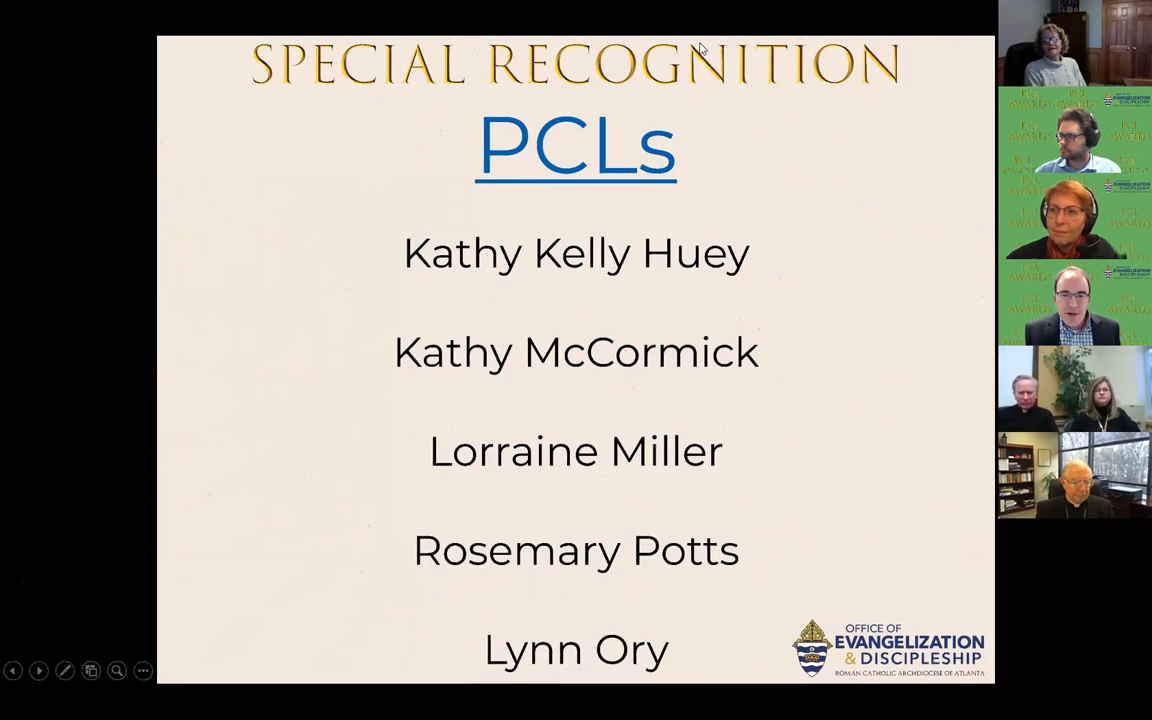 SPECIAL RECOGNITION
PCLs
Kathy Kelly Huey
Kathy McCormick
Lorraine Miller
Rosemary Potts
Lynn Ory
OFFICE OF
EVANGELIZATION
& DISCIPLESHIP
ROMAN CATHOLIC ARCHDIOCESE OF ATLANTA